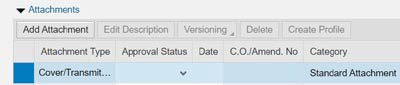 Attachments
Add Attachment Edit Description Versioning Delete Create Profile
Attachment Type Approval Status Date C.O./Amend. No Category
Cover/Transmit... Standard Attachment